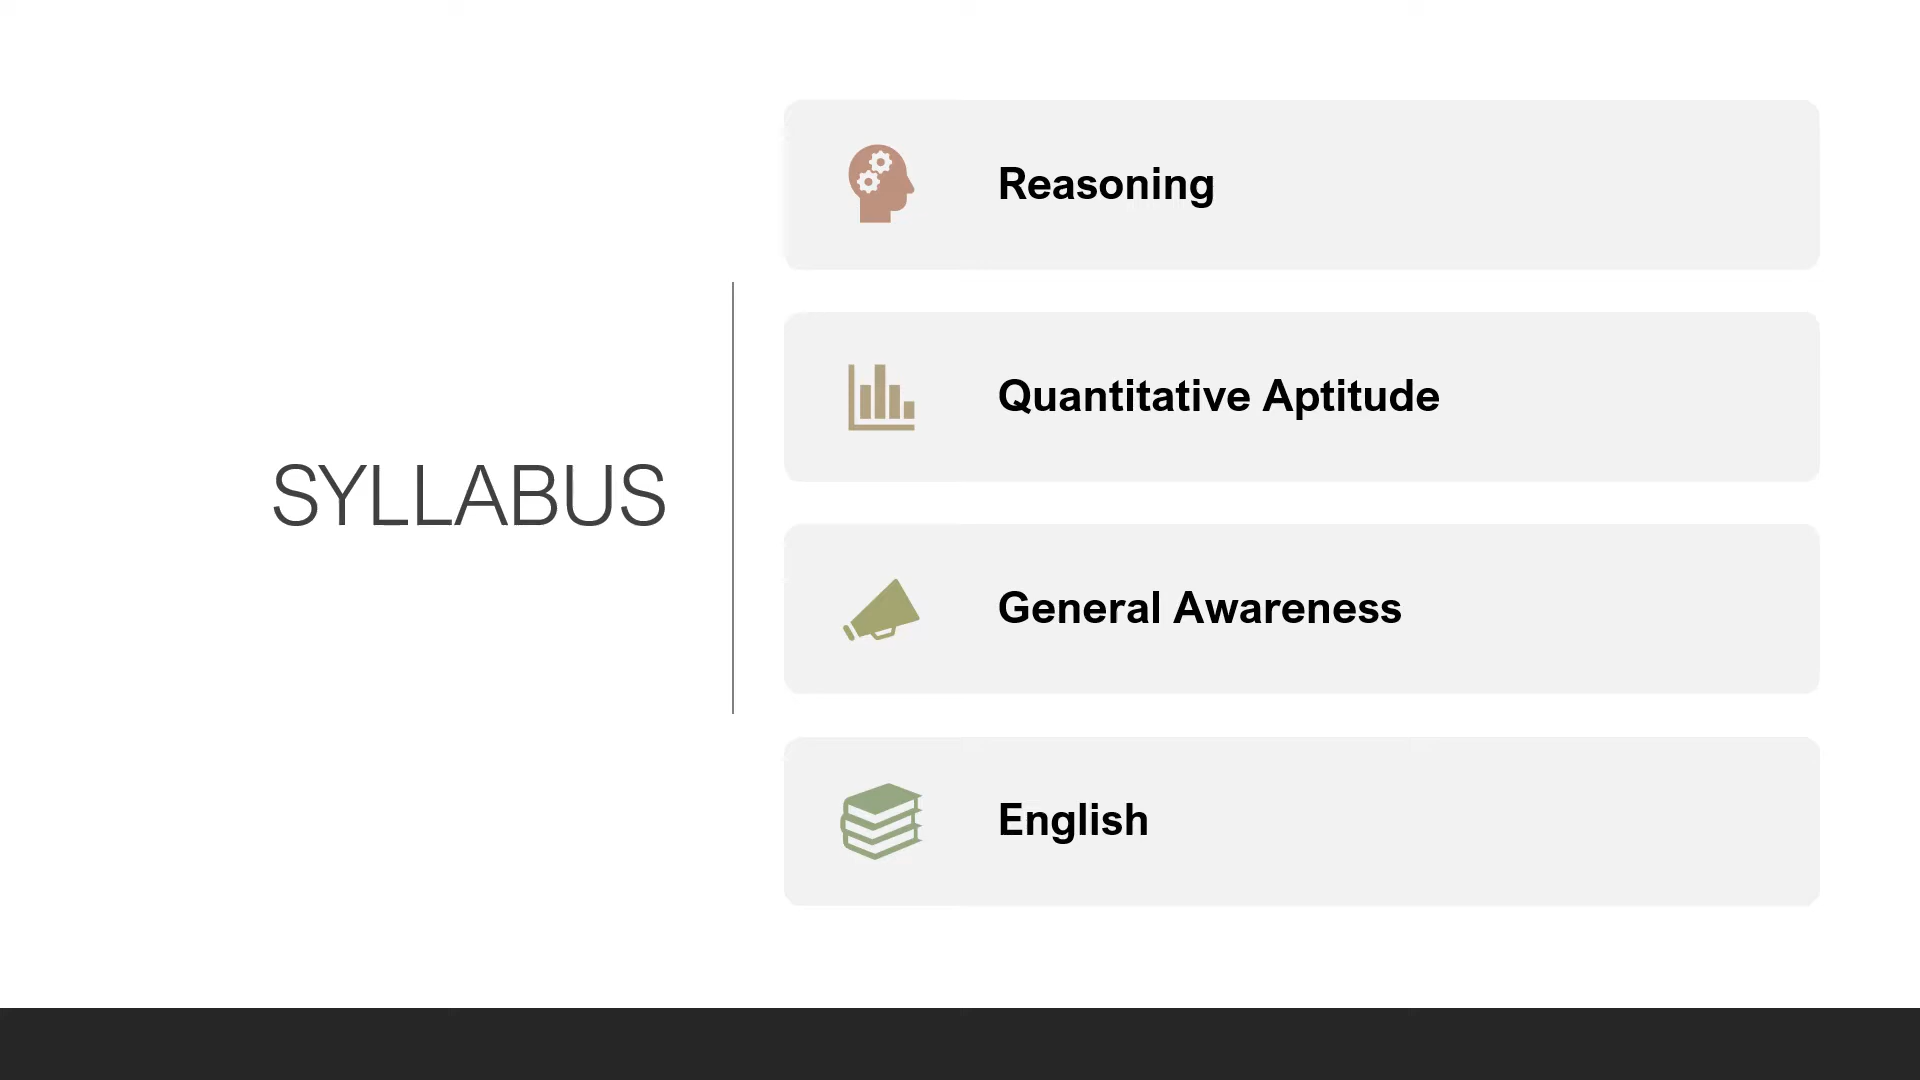 SYLLABUS
Reasoning
Quantitative Aptitude
General Awareness
English